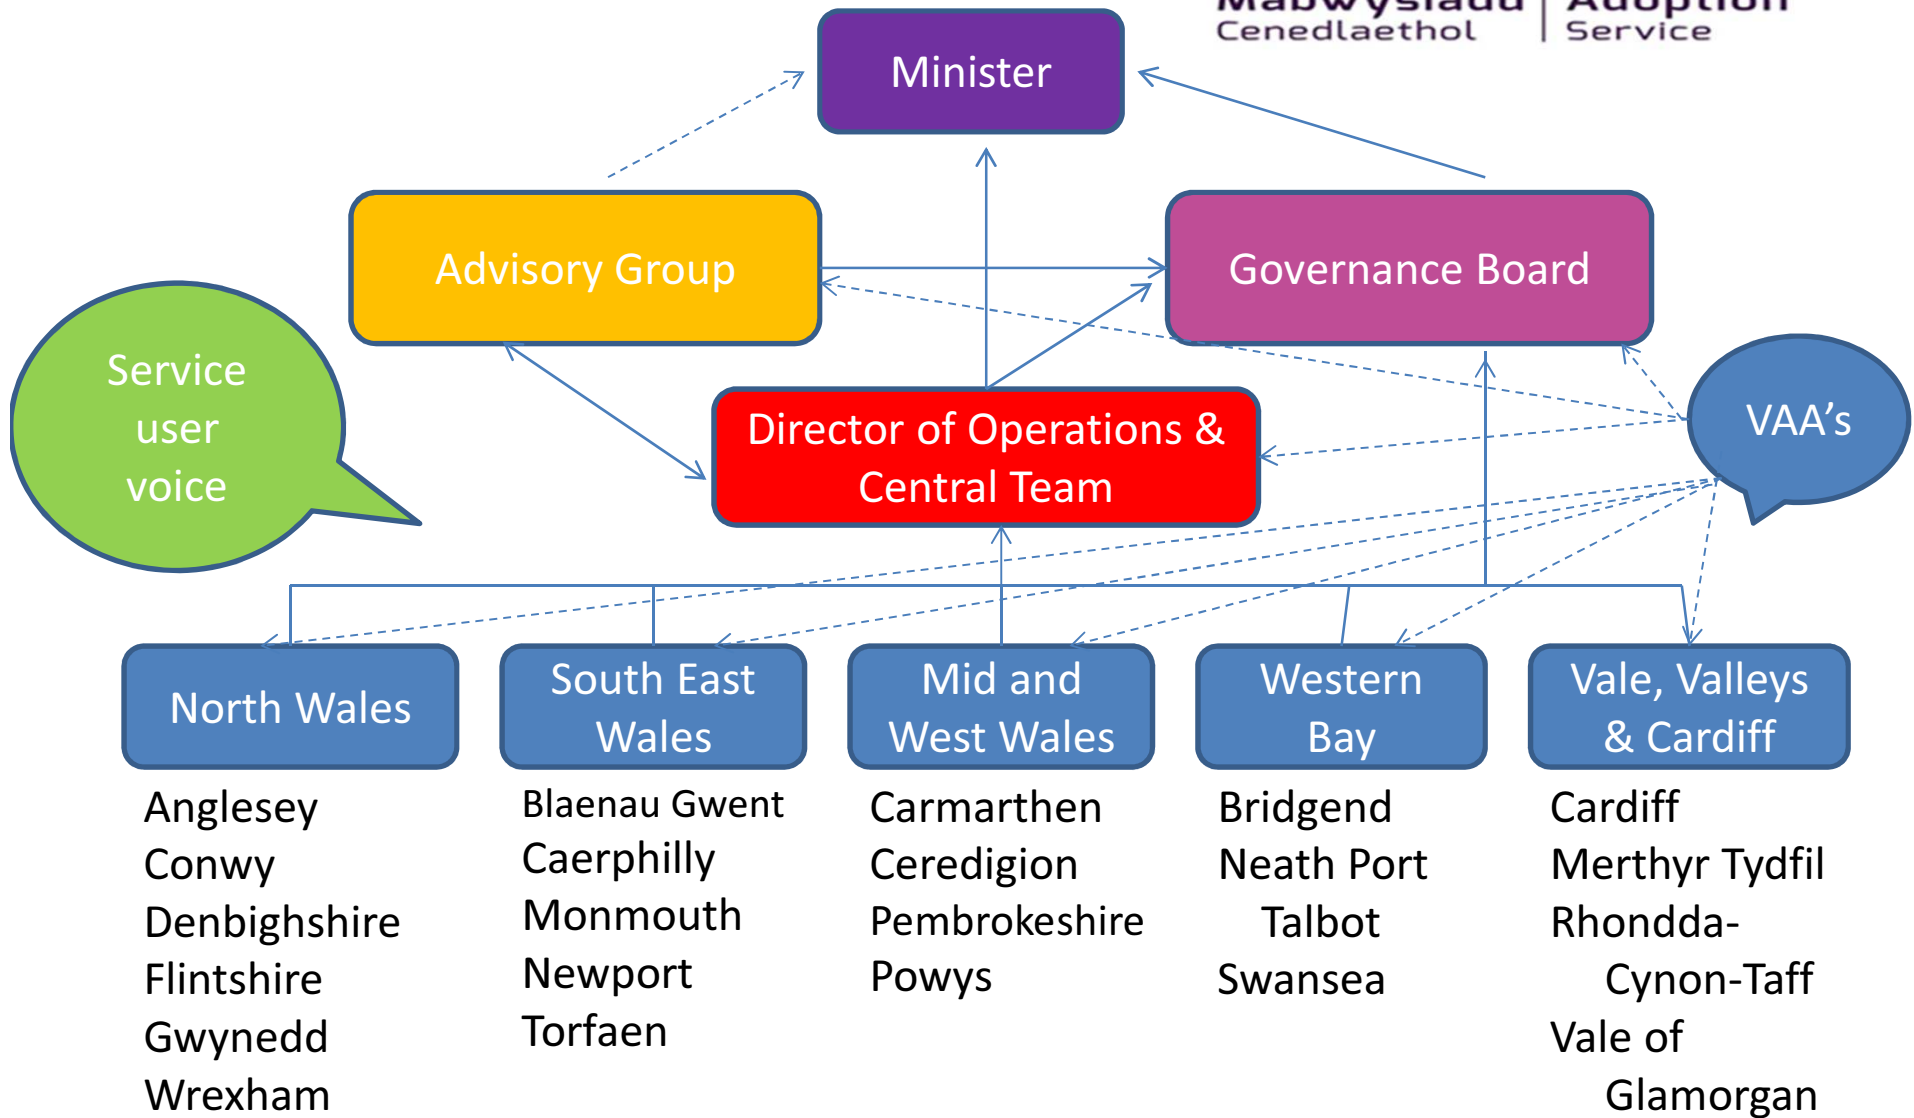 Mabwysiadu Adoption
Cenedlaethol Service
Minister
Advisory Group
Governance Board
Service
user
voice
VAA's
Director of Operations &
Central Team
North Wales
South East
Wales
Mid and
West Wales
Western
Bay
Vale, Valleys
& Cardiff
Anglesey
Conwy
Denbighshire
Flintshire
Gwynedd
Wrexham
Blaenau Gwent
Caerphilly
Monmouth
Newport
Torfaen
Carmarthen
Ceredigion
Pembrokeshire
Powys
Bridgend
Neath Port
Talbot
Swansea
Cardiff
Merthyr Tydfil
Rhondda-
Cynon-Taff
Vale of
Glamorgan